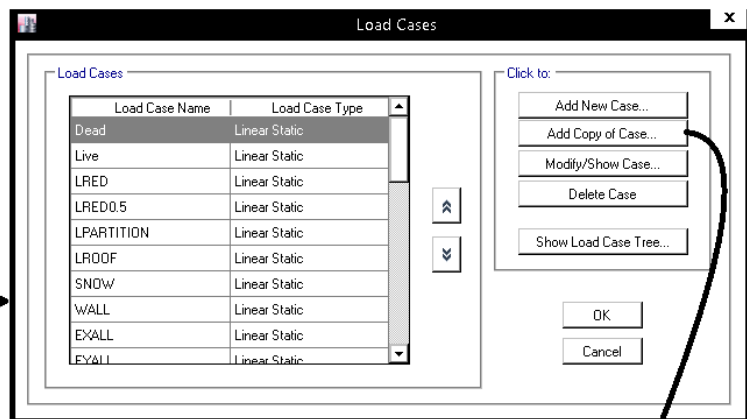 Load Cases
x
Load Cases
Click to:
Load Case Name
Load Case Type
Dead
Linear Static
Live
Linear Static
LRED
Linear Static
LRED0.5
Linear Static
LPARTITION
Linear Static
LROOF
Linear Static
SNOW
Linear Static
WALL
Linear Static
EXALL
Linear Static
EYALL
Linear Static
Add New Case...
Add Copy of Case...
Modify/Show Case...
Delete Case
Show Load Case Tree...
OK
Cancel